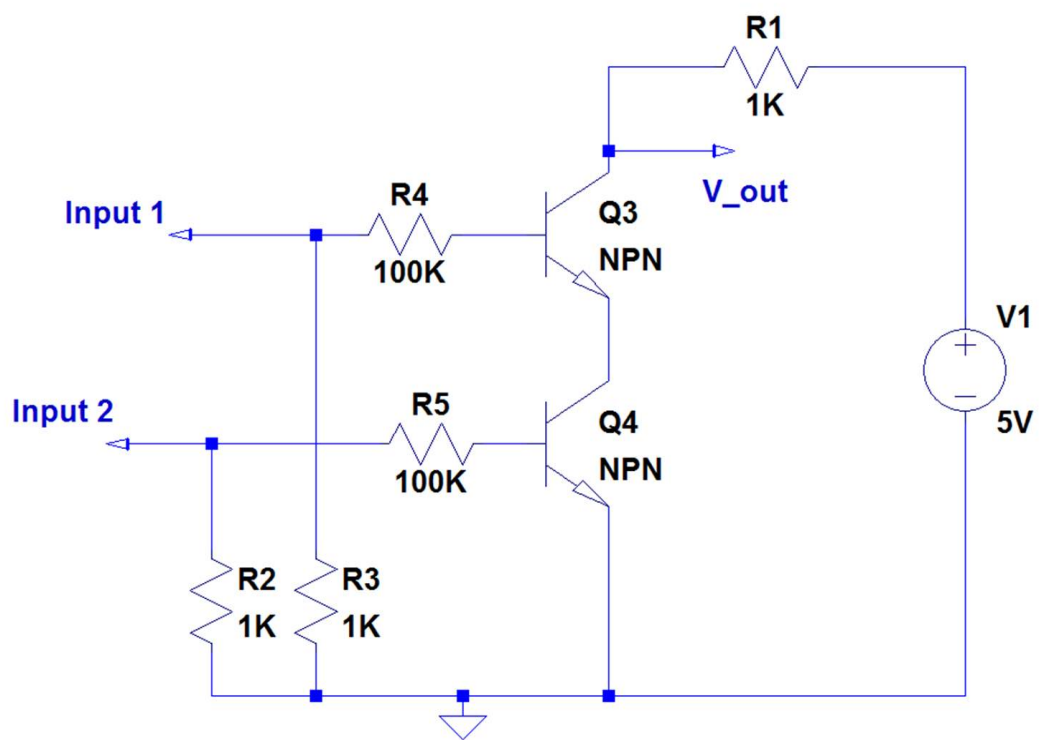 R1
1K
V_out
Input 1
R4
100K
Q3
NPN
V1
5V
Input 2
R5
100K
Q4
NPN
R2
1K
R3
1K